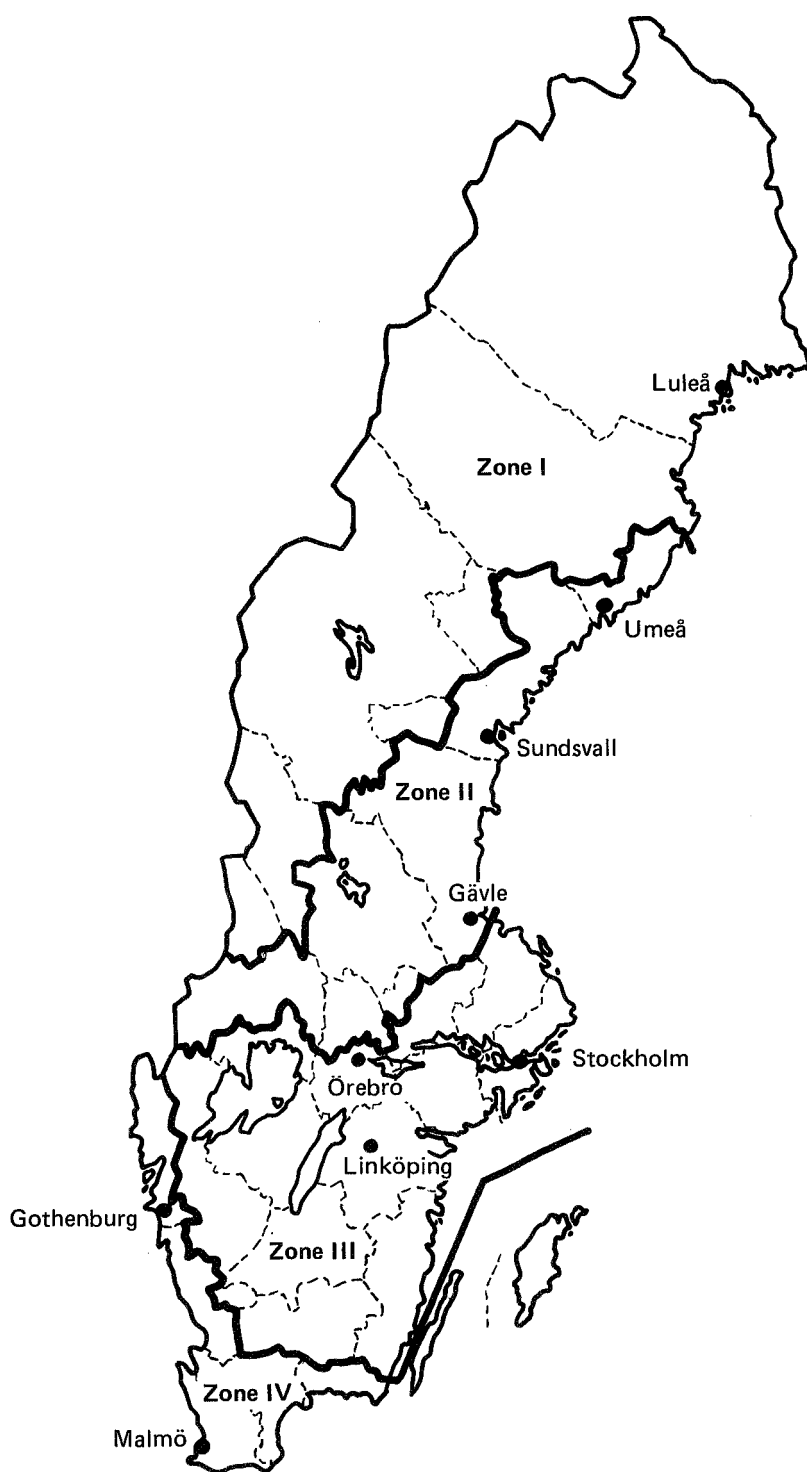 Luleå
Zone I
Umeå
Sundsvall
Zone II
Gävle
Stockholm
Örebro
Linköping
Gothenburg
Zone III
Zone IV
Malmö